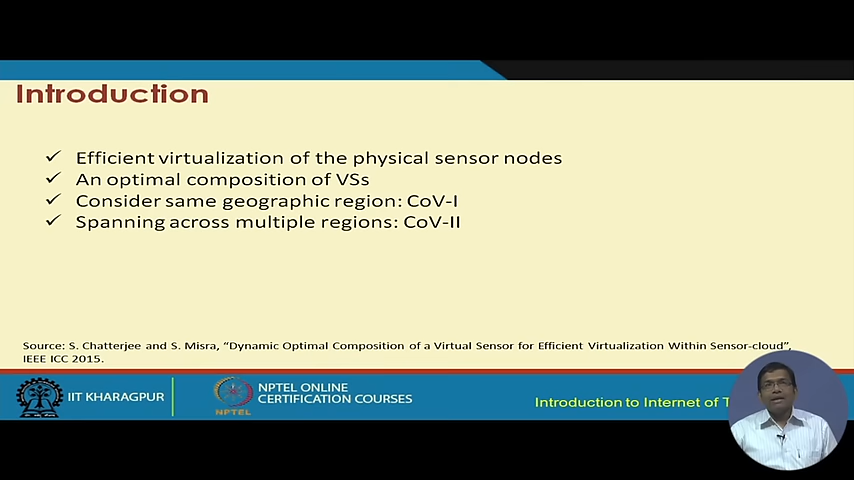 Introduction
✓ Efficient virtualization of the physical sensor nodes
✓ An optimal composition of VSs
✓ Consider same geographic region: CoV-I
✓ Spanning across multiple regions: CoV-II
Source: S. Chatterjee and S. Misra, “Dynamic Optimal Composition of a Virtual Sensor for Efficient Virtualization Within Sensor-cloud”,
IEEE ICC 2015.
IIT KHARAGPUR
NPTEL
NPTEL ONLINE
CERTIFICATION COURSES
Introduction to Internet of T